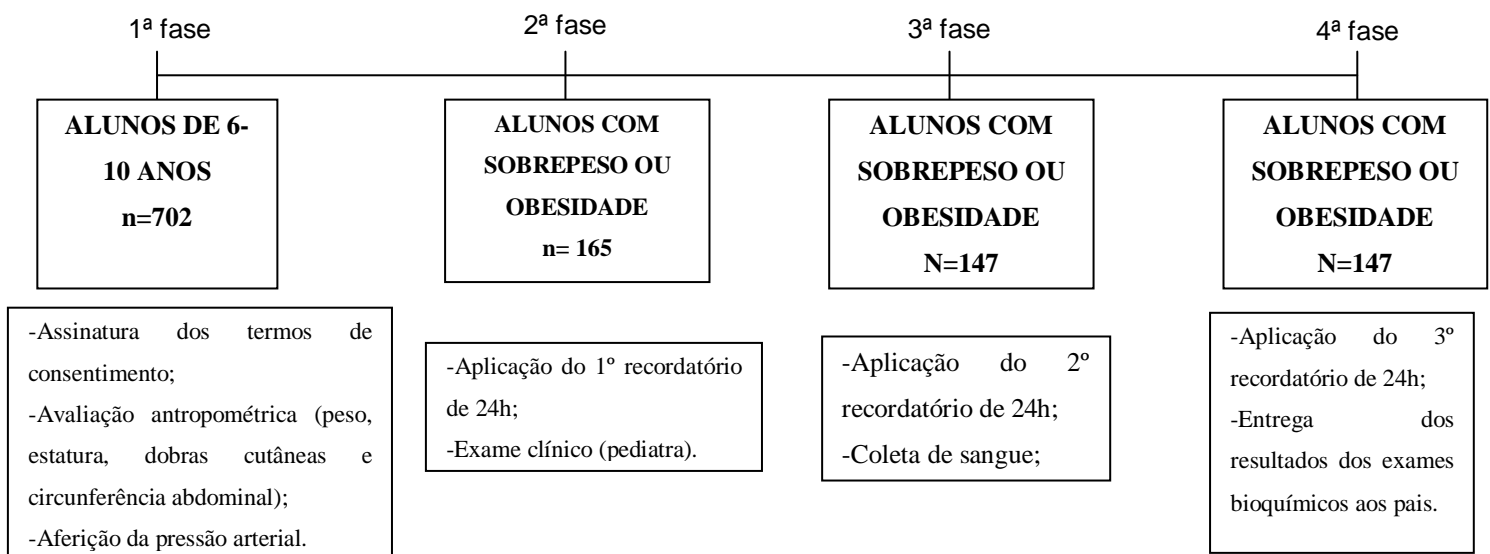 1ª fase
2ª fase
3ª fase
4ª fase
ALUNOS DE 6-
10 ANOS
n=702
ALUNOS COM
SOBREPESO OU
OBESIDADE
n= 165
ALUNOS COM
SOBREPESO OU
OBESIDADE
N=147
ALUNOS COM
SOBREPESO OU
OBESIDADE
N=147
-Assinatura dos termos de
consentimento;
-Avaliação antropométrica (peso,
estatura, dobras cutâneas e
circunferência abdominal);
-Aferição da pressão arterial.
-Aplicação do 1º recordatório
de 24h;
-Exame clínico (pediatra).
-Aplicação do 2º
recordatório de 24h;
-Coleta de sangue;
-Aplicação do 3º
recordatório de 24h;
-Entrega dos
resultados dos exames
bioquímicos aos pais.